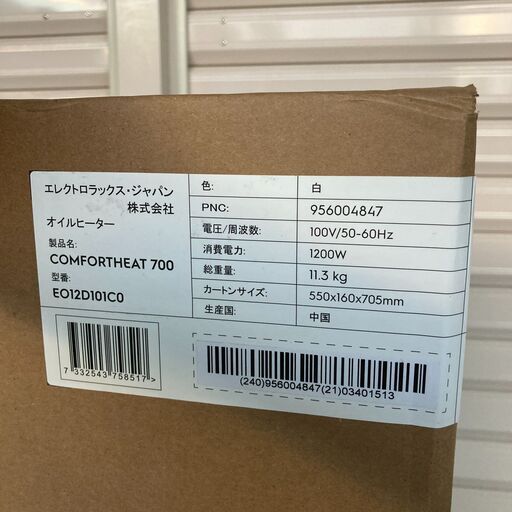 エレクトロラックス・ジャパン
株式会社
オイルヒーター
製品名:
COMFORTHEAT 700
型番:
EO12D101C0
色: 白
PNC: 956004847
電圧/周波数: 100V/50-60Hz
消費電力: 1200W
総重量: 11.3 kg
カートンサイズ: 550x160x705mm
生産国: 中国
7 332543 758517>
(240)956004847(21)03401513